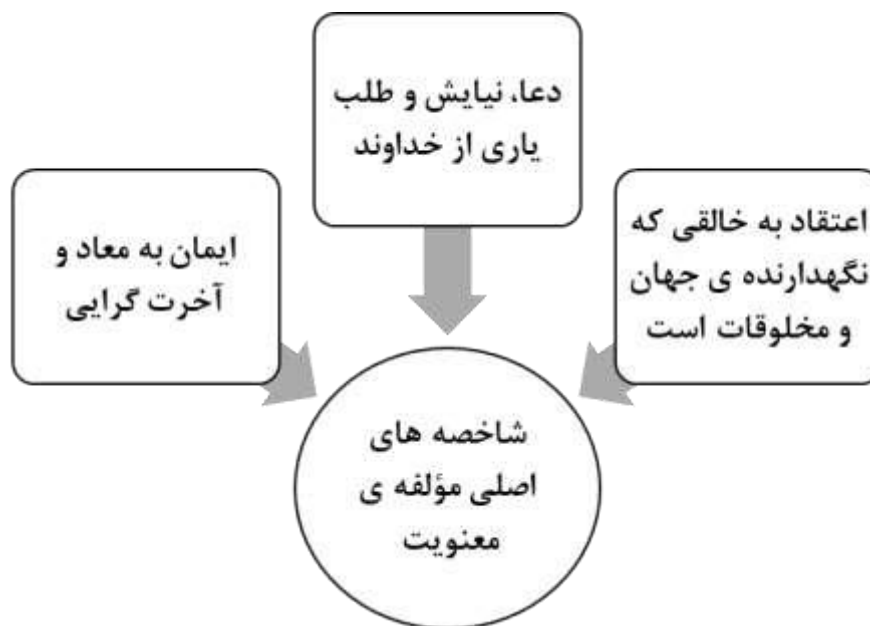 دعا، نیایش و طلب
یاری از خداوند
اعتقاد به خالقی که
نگهدارنده ی جهان
و مخلوقات است
ایمان به معاد و
آخرت گرایی
شاخصه های
اصلی مؤلفه ی
معنویت